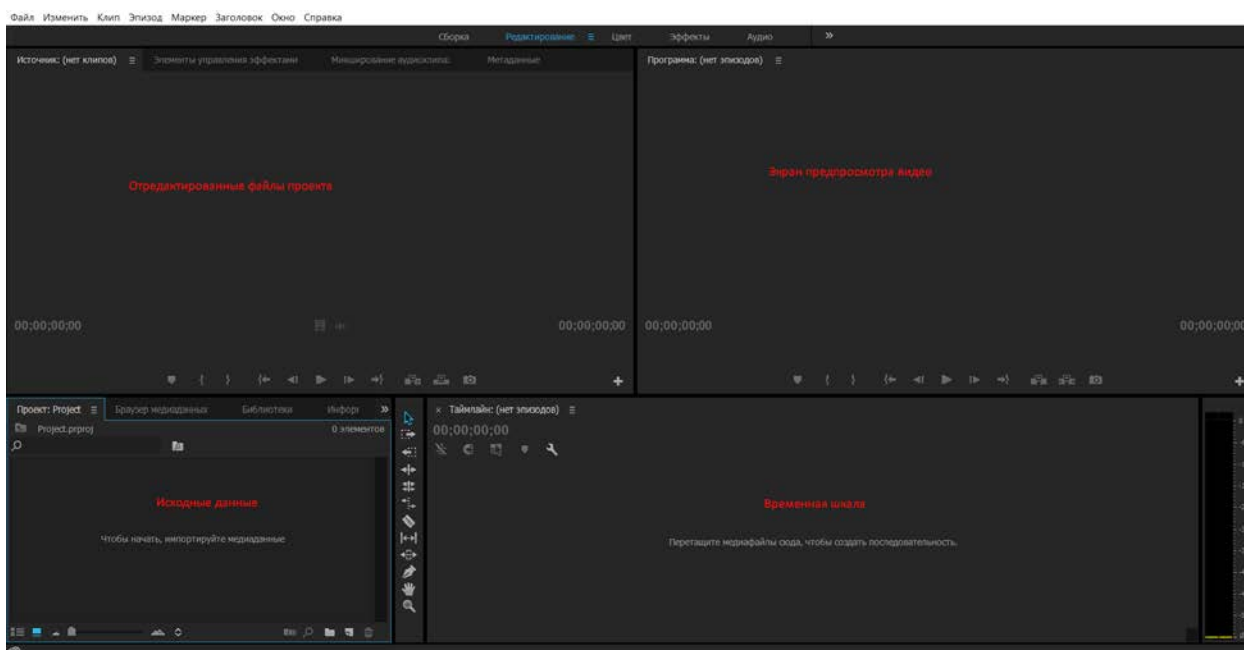 Файл Изменить Клип Эпизод Маркер Заголовок Окно Справка
Сборка Редактирование Цвет Эффекты Аудио
Источник: (нет клипов) Элементы управления эффектами Микширование аудиоклипа: Метаданные
Программа: (нет эпизодов)
Отредактированные файлы проекта
Экран предпросмотра видео
00;00;00;00 00;00;00;00
00;00;00;00 00;00;00;00
Проект: Project Браузер медиаданных Библиотеки Инфорг
Project.prproj 0 элементов
Исходные данные
Чтобы начать, импортируйте медиаданные
× Таймлайн: (нет эпизодов)
00;00;00;00
Временная шкала
Перетащите медиафайлы сюда, чтобы создать последовательность.